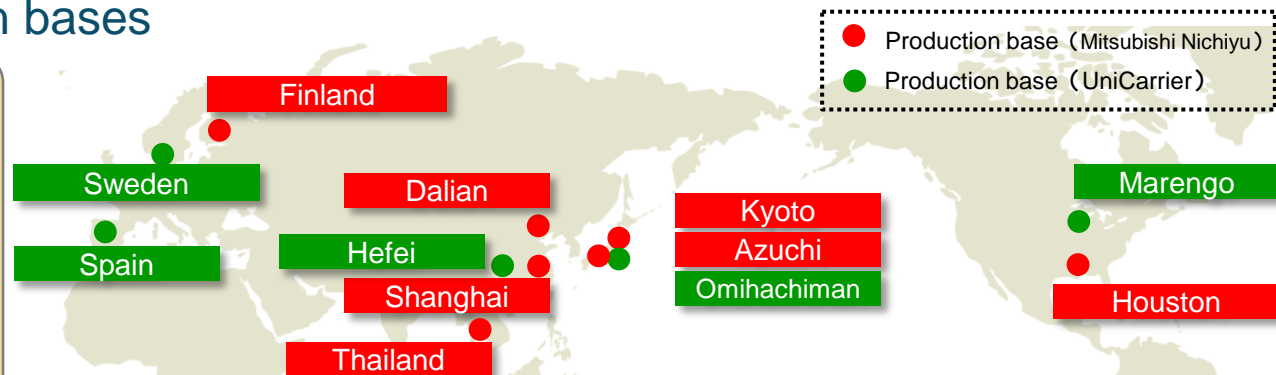 bases
Production base（Mitsubishi Nichiyu）
Production base（UniCarrier）
Finland
Sweden
Dalian
Marengo
Kyoto
Hefei
Azuchi
Spain
Omihachiman
Shanghai
Houston
Thailand